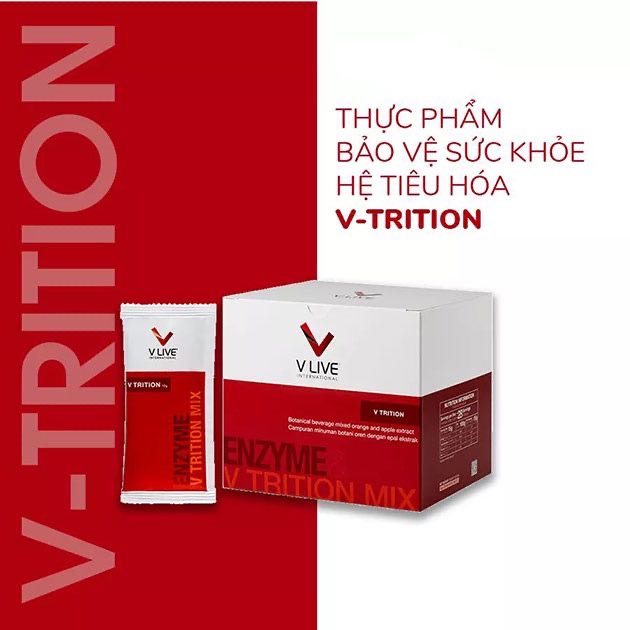 V-TRITION
THỰC PHẨM
BẢO VỆ SỨC KHỎE
HỆ TIÊU HÓA
V-TRITION
V LIVE
INTERNATIONAL
V TRITION
ENZYME
V TRITION MIX
V LIVE
INTERNATIONAL
V TRITION
Botanical beverage mixed orange and apple extract
Campuran minuman botani oren dengan epal ekstrak
ENZYME
V TRITION MIX
NUTRITION INFORMATION